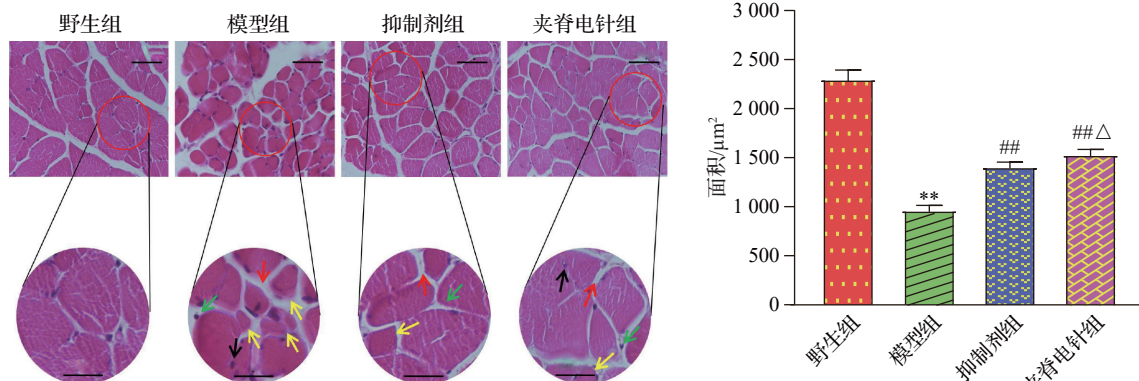 野生组
模型组
抑制剂组
夹脊电针组
面积/μm²
3 000
2 500
2 000
1 500
1 000
500
0
**
##
##△
野生组
模型组
抑制剂组
夹脊电针组